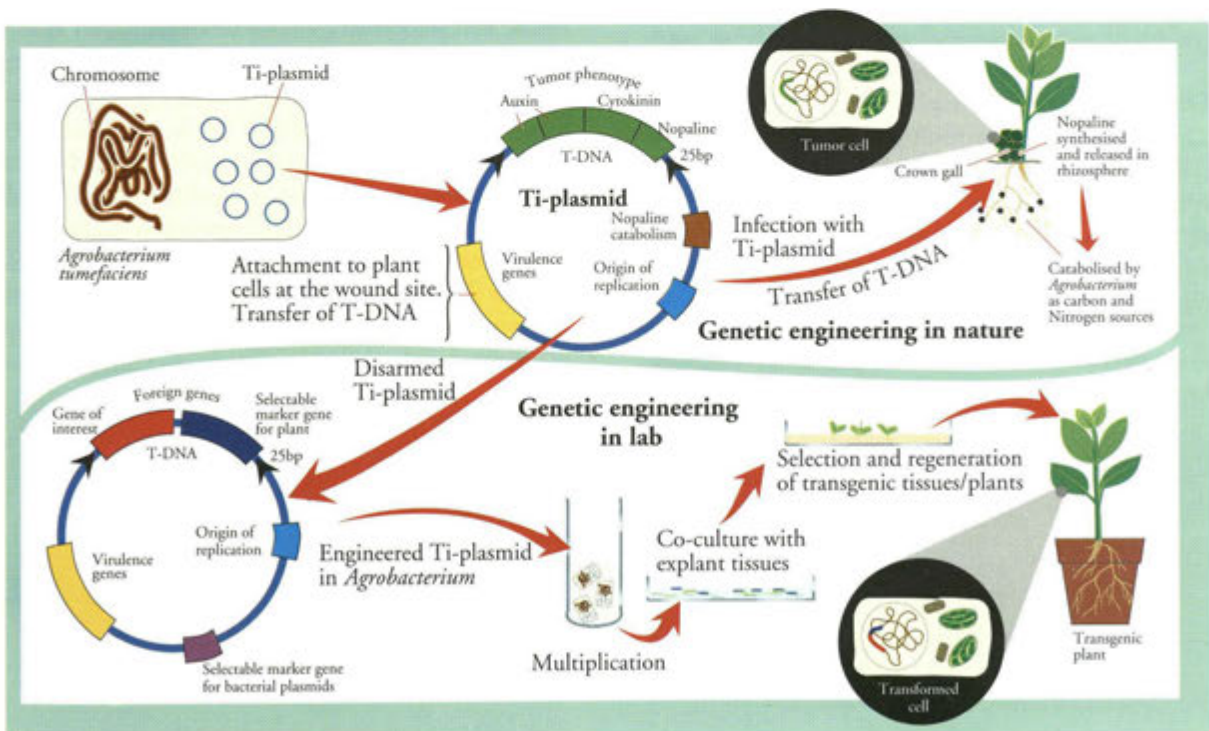 Chromosome
Ti-plasmid
Agrobacterium
tumefaciens
Tumor phenotype
Auxin
Cytokinin
Nopaline
T-DNA
25bp
Ti-plasmid
Nopaline
catabolism
Virulence
genes
Origin of
replication
Attachment to plant
cells at the wound site.
Transfer of T-DNA
Tumor cell
Crown gall
Nopaline
synthesised
and released in
rhizosphere
Infection with
Ti-plasmid
Transfer of T-DNA
Catabolised by
Agrobacterium
as carbon and
Nitrogen sources
Genetic engineering in nature
Disarmed
Ti-plasmid
Genetic engineering
in lab
Foreign genes
Gene of
interest
Selectable
marker gene
for plant
T-DNA
25bp
Origin of
replication
Virulence
genes
Selectable marker gene
for bacterial plasmids
Engineered Ti-plasmid
in Agrobacterium
Multiplication
Co-culture with
explant tissues
Selection and regeneration
of transgenic tissues/plants
Transformed
cell
Transgenic
plant